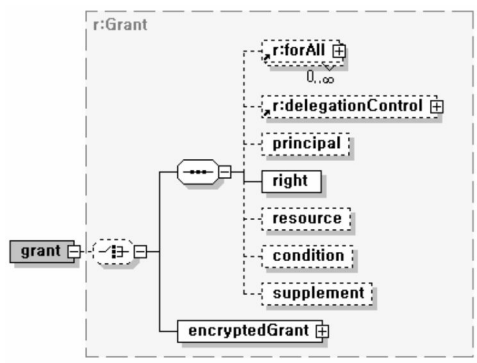 r:Grant
r:forAll
0..∞
r:delegationControl
principal
right
resource
grant
condition
supplement
encryptedGrant